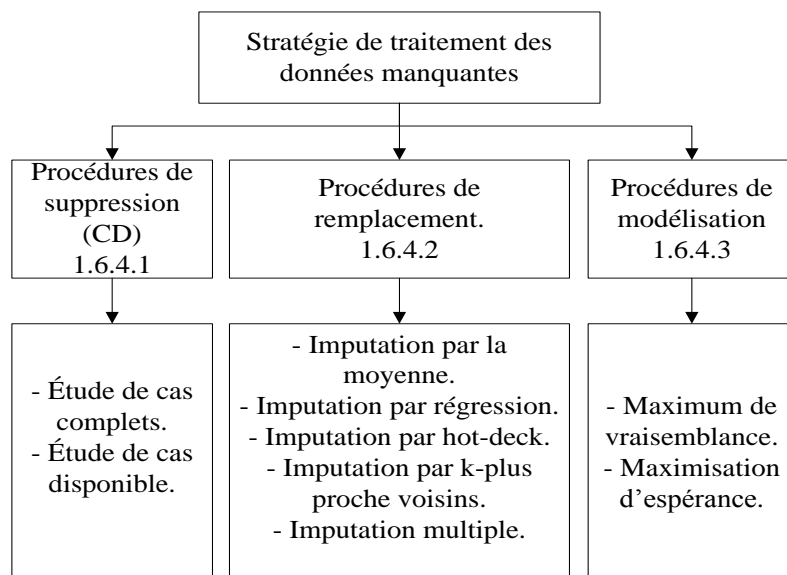 Stratégie de traitement des
données manquantes
Procédures de
suppression
(CD)
1.6.4.1
Procédures de
remplacement.
1.6.4.2
Procédures de
modélisation
1.6.4.3
- Étude de cas
complets.
- Étude de cas
disponible.
- Imputation par la
moyenne.
- Imputation par régression.
- Imputation par hot-deck.
- Imputation par k-plus
proche voisins.
- Imputation multiple.
- Maximum de
vraisemblance.
- Maximisation
d’espérance.